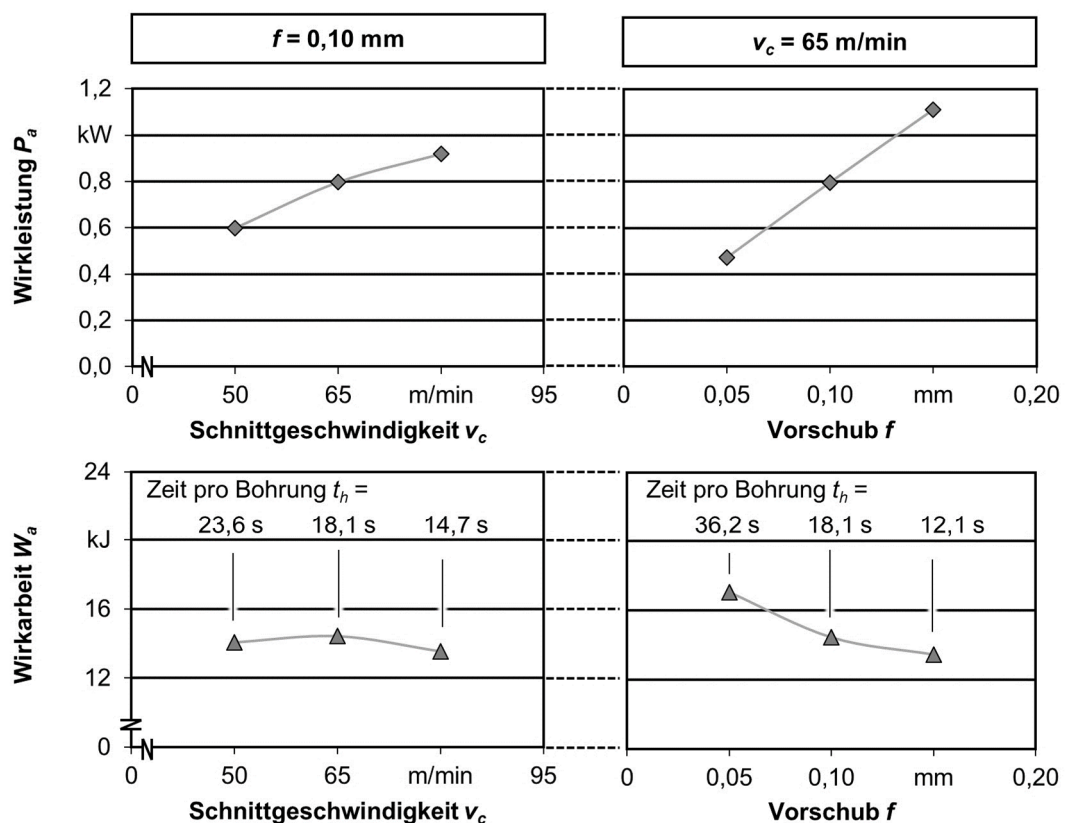 f = 0,10 mm
v_c = 65 m/min
Wirkleistung P_a
1,2
kW
0,8
0,6
0,4
0,2
0,0
0 50 65 m/min 95
Schnittgeschwindigkeit v_c
0 0,05 0,10 mm 0,20
Vorschub f
Wirkarbeit W_a
24
kJ
16
12
0
Zeit pro Bohrung t_h =
23,6 s 18,1 s 14,7 s
0 50 65 m/min 95
Schnittgeschwindigkeit v_c
Zeit pro Bohrung t_h =
36,2 s 18,1 s 12,1 s
0 0,05 0,10 mm 0,20
Vorschub f